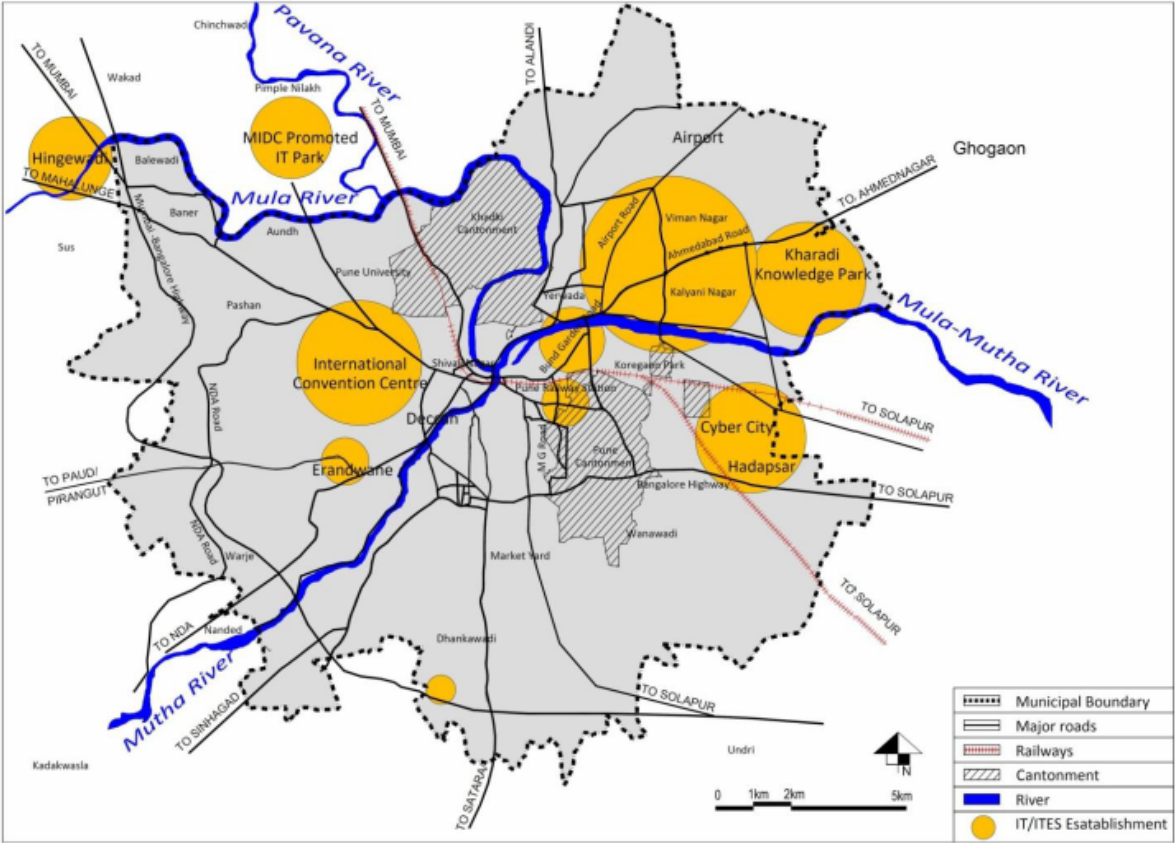 Chinchwad
Pavana River
TO ALANDI
TO MUMBAI
Wakad
Pimple Nilakh
TO MUMBAI
MIDC Promoted
IT Park
Airport
Ghogaon
Hingewadi
Balewadi
TO MAHALUNGE
TO. AHMEDNAGAR
Mula River
Baner
Aundh
Khadki
Cantonment
Airport Road
Viman Nagar
Ahmedabad Road
Sus
Mumbai -Bangalore Highway
Pune University
Kharadi
Knowledge Park
Pashan
Yerwada
Kalyani Nagar
Mula-Mutha River
International
Convention Centre
Koregaon Park
Pune Railway Station
NDA Road
Deccan
M G Road
Cyber City
TO SOLAPUR
Pune
Cantonment
Erandwane
Hadapsar
TO PAUD/
PIRANGUT
Bangalore Highway
TO SOLAPUR
NDA Road
Wanawadi
Warje
Market Yard
TO SOLAPUR
TO NDA
Nanded
Dhankawadi
Mutha River
TO SINHAGAD
TO SOLAPUR
Undri
Kadakwasla
TO SATARA
N
0 1km 2km 5km
Municipal Boundary
Major roads
Railways
Cantonment
River
IT/ITES Esatablishment